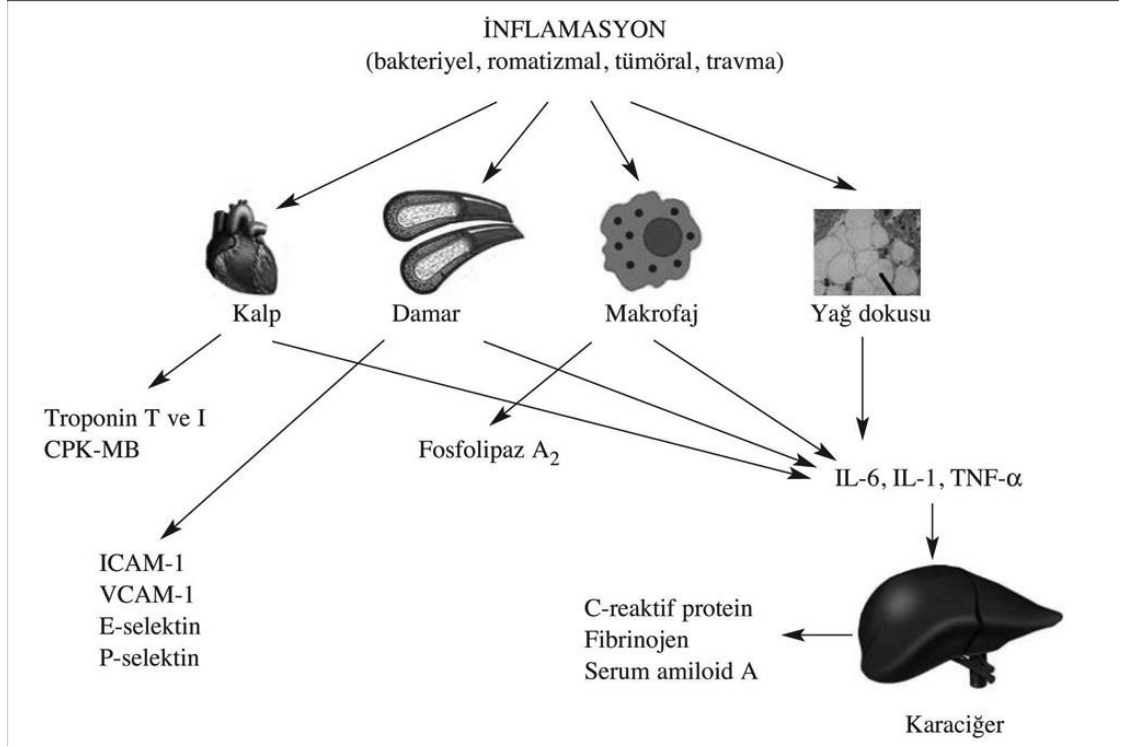 İNFLAMASYON
(bakteriyel, romatizmal, tümöral, travma)
Kalp
Damar
Makrofaj
Yağ dokusu
Troponin T ve I
CPK-MB
Fosfolipaz A₂
IL-6, IL-1, TNF-α
ICAM-1
VCAM-1
E-selektin
P-selektin
C-reaktif protein
Fibrinojen
Serum amiloid A
Karaciğer